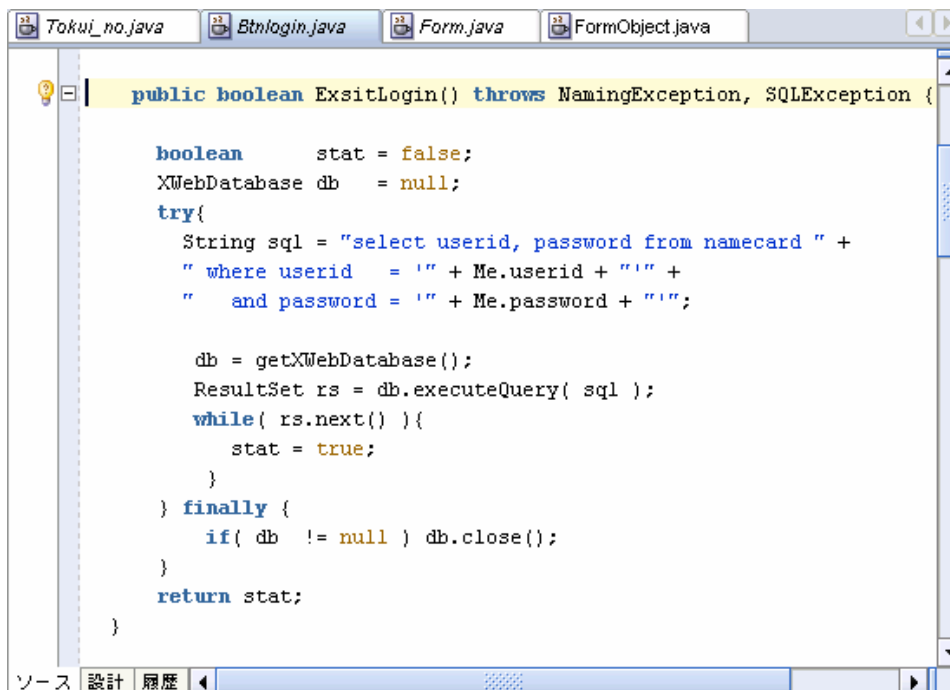 Tokui_no.java Btnlogin.java Form.java FormObject.java
public boolean ExsitLogin() throws NamingException, SQLException {
boolean stat = false;
XWebDatabase db = null;
try{
String sql = "select userid, password from namecard " +
" where userid = '" + Me.userid + "'" +
" and password = '" + Me.password + "'";
db = getXWebDatabase();
ResultSet rs = db.executeQuery( sql );
while( rs.next() ){
stat = true;
}
} finally {
if( db != null ) db.close();
}
return stat;
}
ソース 設計 履歴